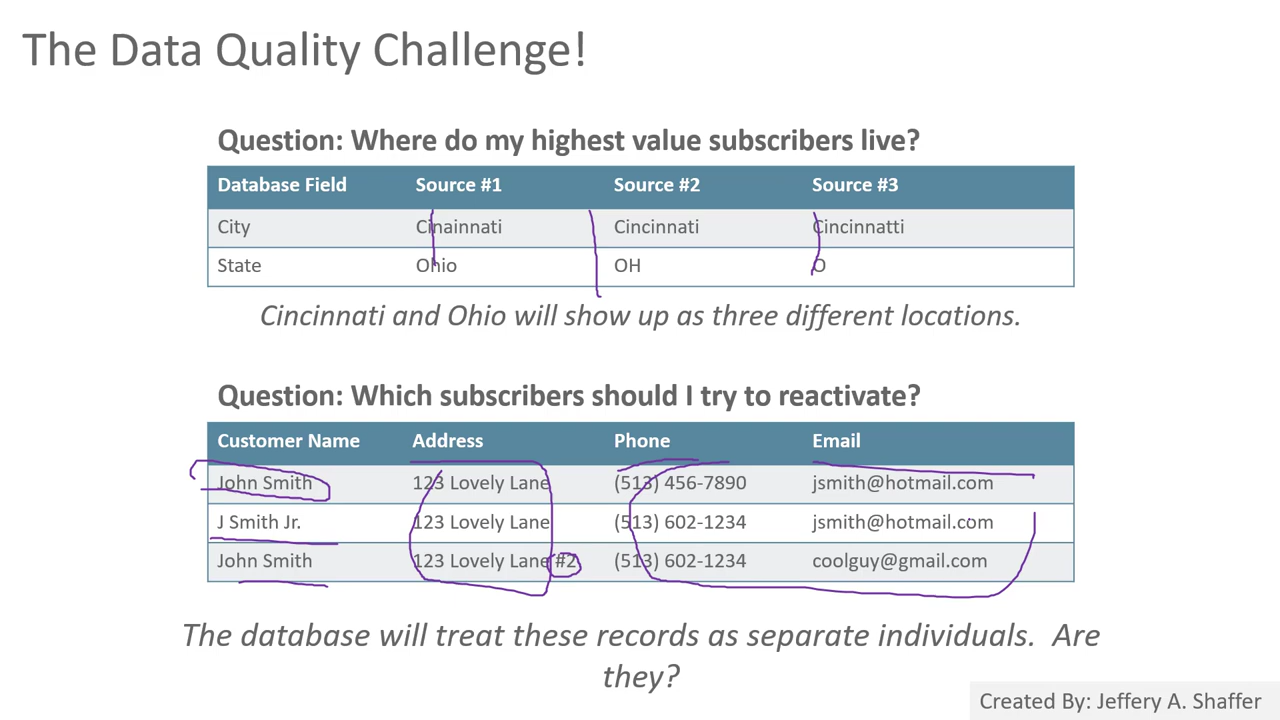 The Data Quality Challenge!
Question: Where do my highest value subscribers live?
Database Field Source #1 Source #2 Source #3
City Cinainnati Cincinnati Cincinnatti
State Ohio OH O
Cincinnati and Ohio will show up as three different locations.
Question: Which subscribers should I try to reactivate?
Customer Name Address Phone Email
John Smith 123 Lovely Lane (513) 456-7890 jsmith@hotmail.com
J Smith Jr. 123 Lovely Lane (513) 602-1234 jsmith@hotmail.com
John Smith 123 Lovely Lane #2 (513) 602-1234 coolguy@gmail.com
The database will treat these records as separate individuals. Are
they?
Created By: Jeffery A. Shaffer